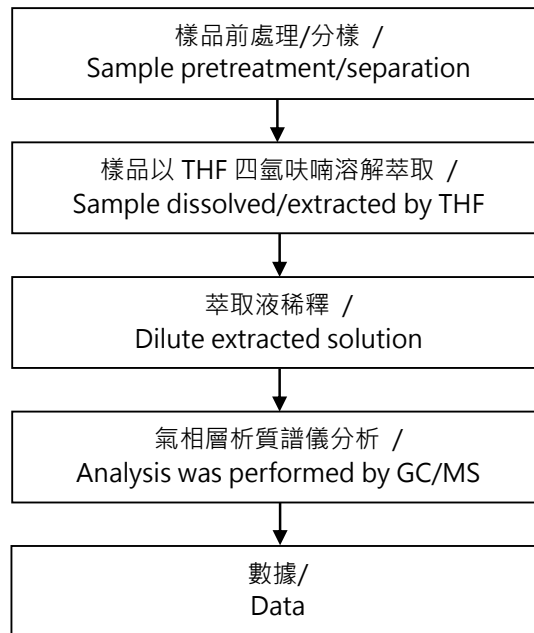 樣品前處理/分樣 /
Sample pretreatment/separation
樣品以 THF 四氫呋喃溶解萃取 /
Sample dissolved/extracted by THF
萃取液稀釋 /
Dilute extracted solution
氣相層析質譜儀分析 /
Analysis was performed by GC/MS
數據/
Data